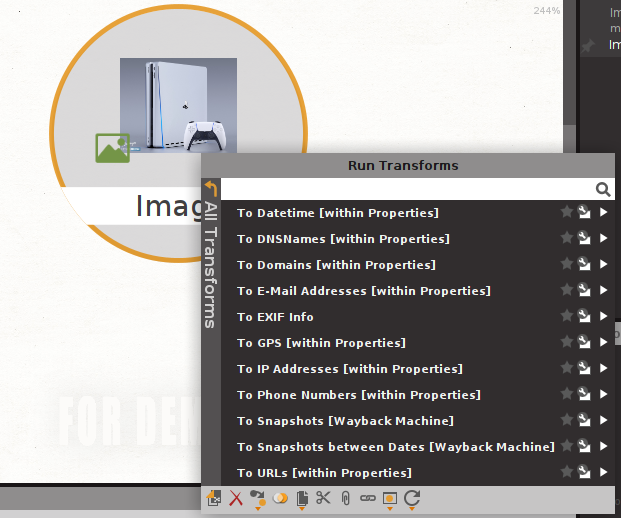 244%
Im
m
Im
Run Transforms
Imag
All Transforms
To Datetime [within Properties]
To DNSNames [within Properties]
To Domains [within Properties]
To E-Mail Addresses [within Properties]
To EXIF Info
To GPS [within Properties]
To IP Addresses [within Properties]
To Phone Numbers [within Properties]
To Snapshots [Wayback Machine]
To Snapshots between Dates [Wayback Machine]
To URLs [within Properties]
FOR DEM